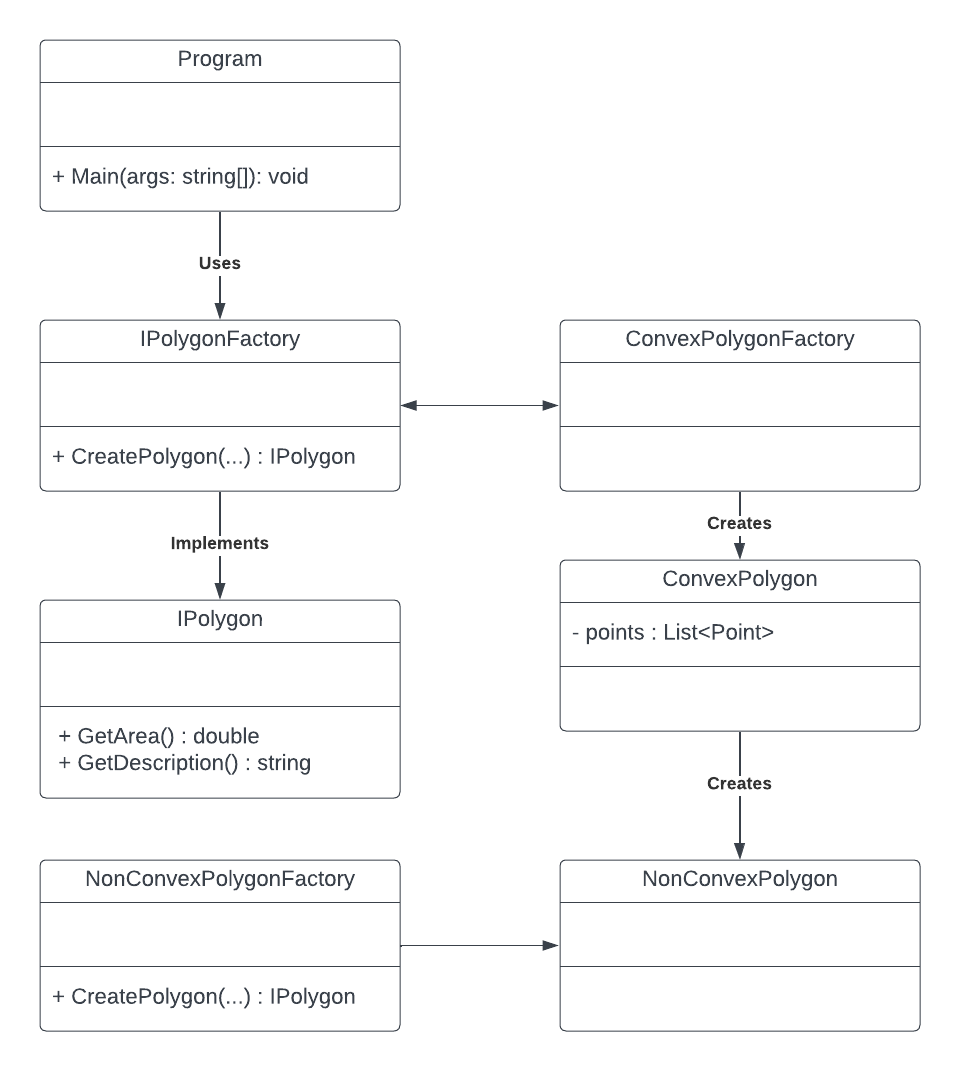 Program
+ Main(args: string[]): void
Uses
IPolygonFactory
+ CreatePolygon(...) : IPolygon
ConvexPolygonFactory
Implements
Creates
IPolygon
+ GetArea() : double
+ GetDescription() : string
ConvexPolygon
- points : List<Point>
Creates
NonConvexPolygonFactory
+ CreatePolygon(...) : IPolygon
NonConvexPolygon